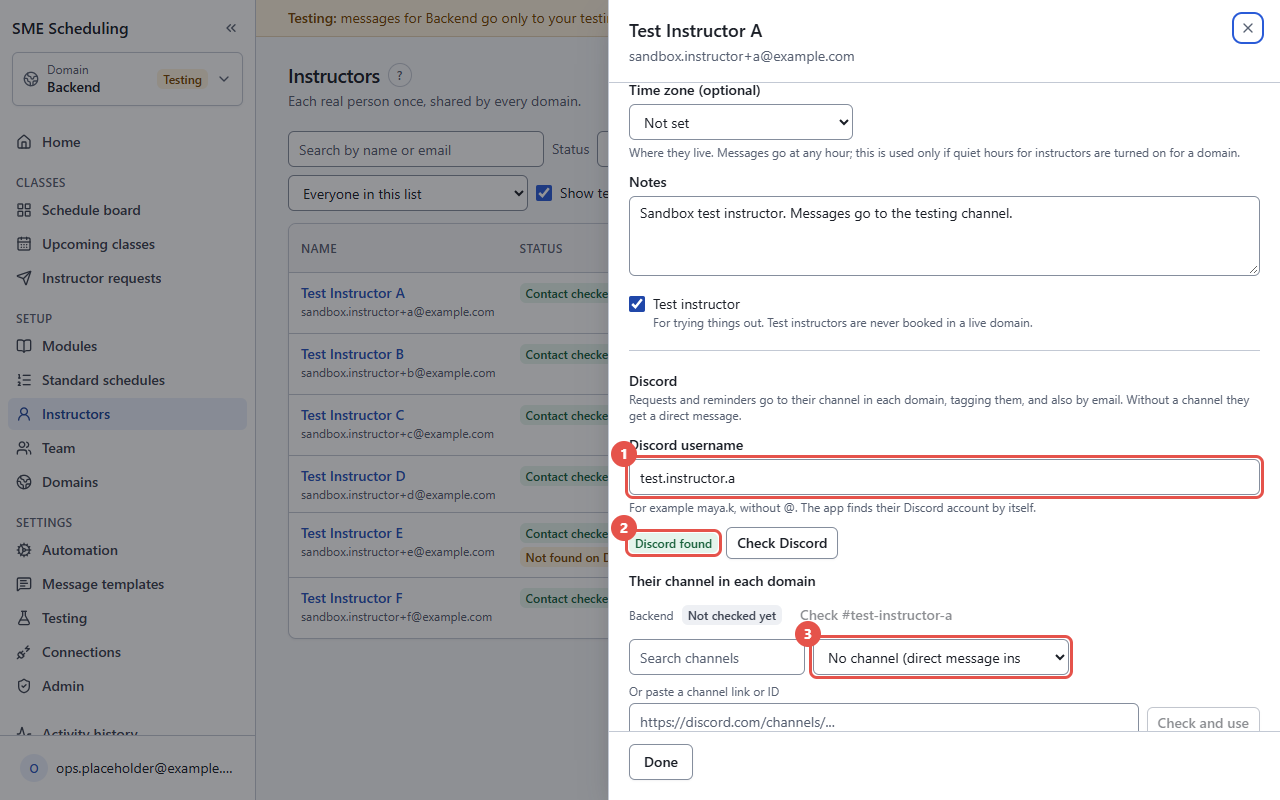 SME Scheduling
«
Domain
Backend
Testing
Home
CLASSES
Schedule board
Upcoming classes
Instructor requests
SETUP
Modules
Standard schedules
Instructors
Team
Domains
SETTINGS
Automation
Message templates
Testing
Connections
Admin
Activity history
O
ops.placeholder@example....
Testing: messages for Backend go only to your testin
Instructors
?
Each real person once, shared by every domain.
Search by name or email
Status
Everyone in this list
Show te
NAME
STATUS
Test Instructor A
sandbox.instructor+a@example.com
Contact checke
Test Instructor B
sandbox.instructor+b@example.com
Contact checke
Test Instructor C
sandbox.instructor+c@example.com
Contact checke
Test Instructor D
sandbox.instructor+d@example.com
Contact checke
Test Instructor E
sandbox.instructor+e@example.com
Contact checke
Not found on D
Test Instructor F
sandbox.instructor+f@example.com
Contact checke
Test Instructor A
sandbox.instructor+a@example.com
Time zone (optional)
Not set
Where they live. Messages go at any hour; this is used only if quiet hours for instructors are turned on for a domain.
Notes
Sandbox test instructor. Messages go to the testing channel.
Test instructor
For trying things out. Test instructors are never booked in a live domain.
Discord
Requests and reminders go to their channel in each domain, tagging them, and also by email. Without a channel they
get a direct message.
Discord username
1
test.instructor.a
For example maya.k, without @. The app finds their Discord account by itself.
2
Discord found
Check Discord
Their channel in each domain
Backend
Not checked yet
Check #test-instructor-a
3
Search channels
No channel (direct message ins
Or paste a channel link or ID
https://discord.com/channels/...
Check and use
Done